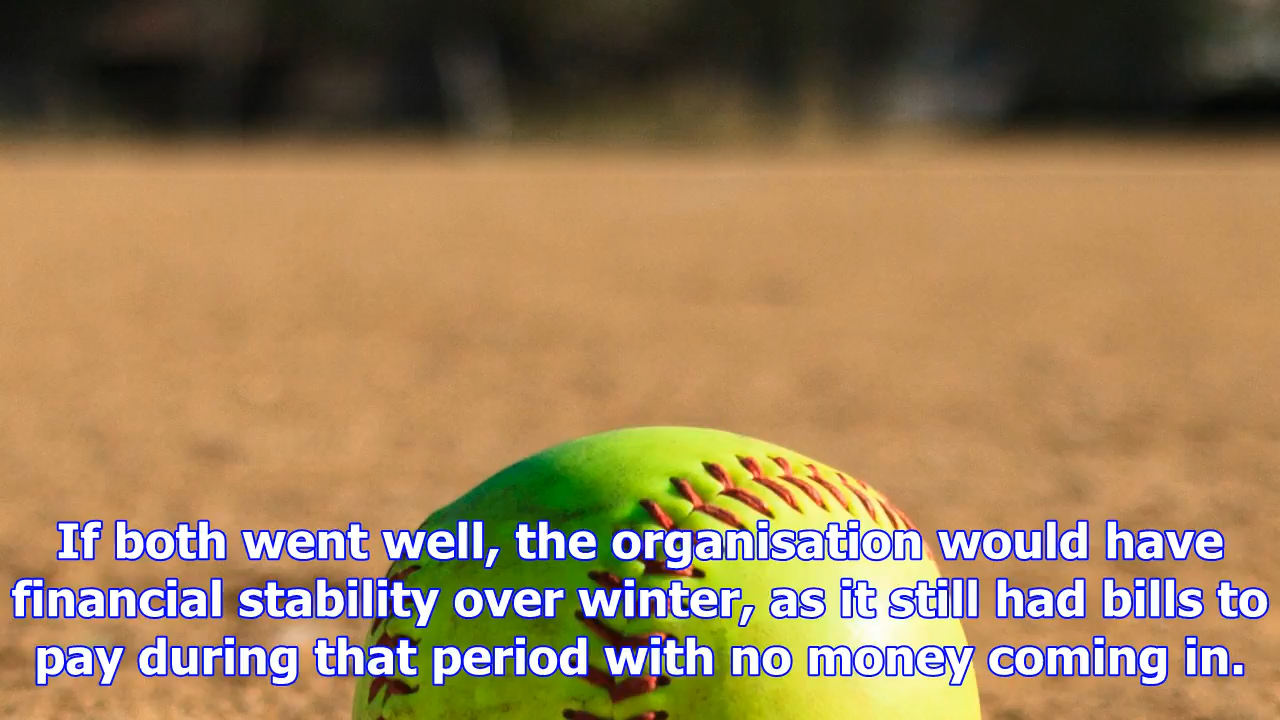 If both went well, the organisation would have
financial stability over winter, as it still had bills to
pay during that period with no money coming in.